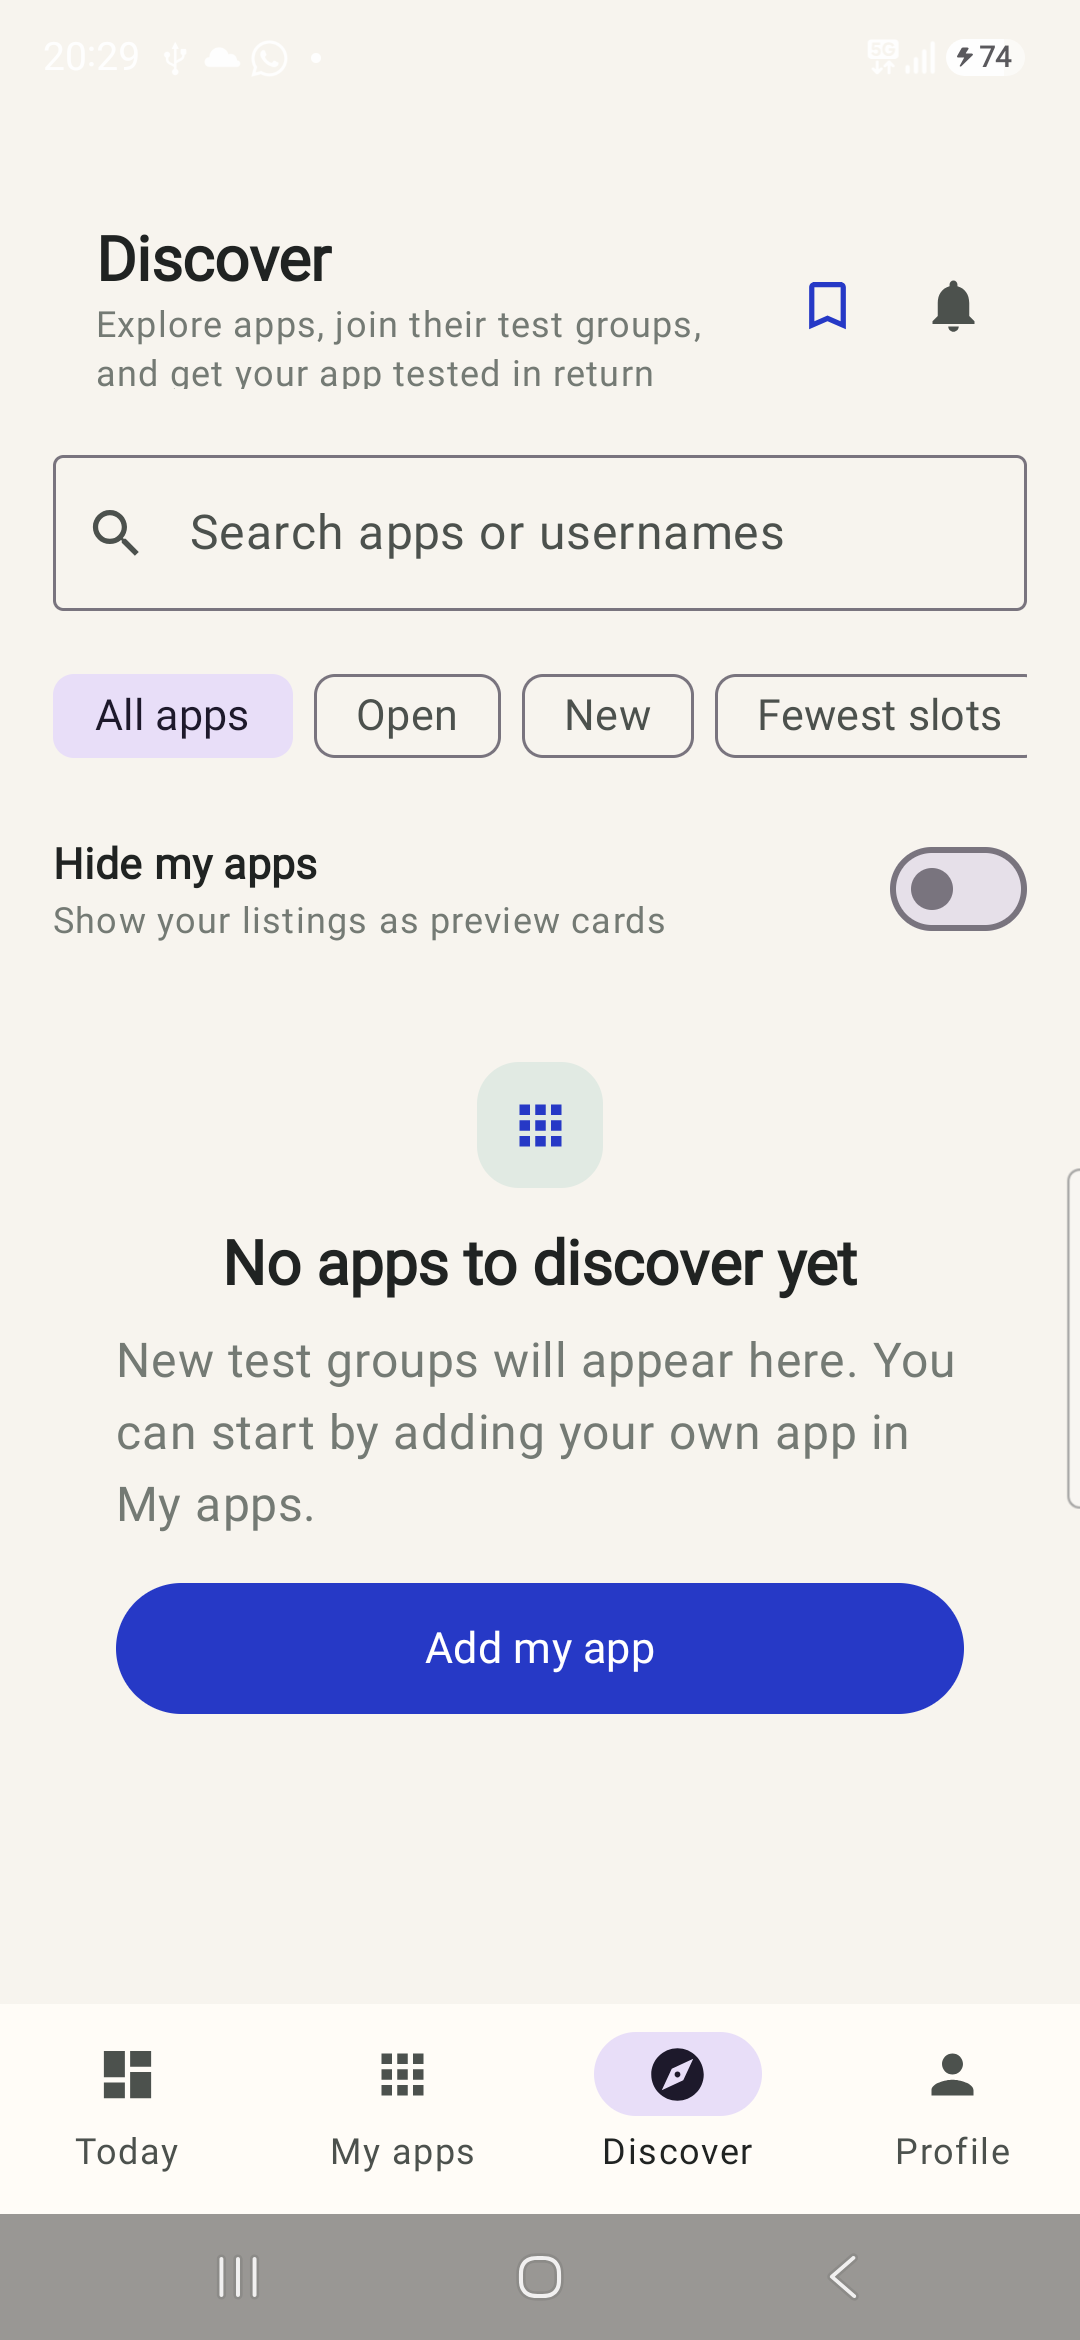 20:29
5G
74
Discover
Explore apps, join their test groups,
and get your app tested in return
Search apps or usernames
All apps
Open
New
Fewest slots
Hide my apps
Show your listings as preview cards
No apps to discover yet
New test groups will appear here. You
can start by adding your own app in
My apps.
Add my app
Today
My apps
Discover
Profile